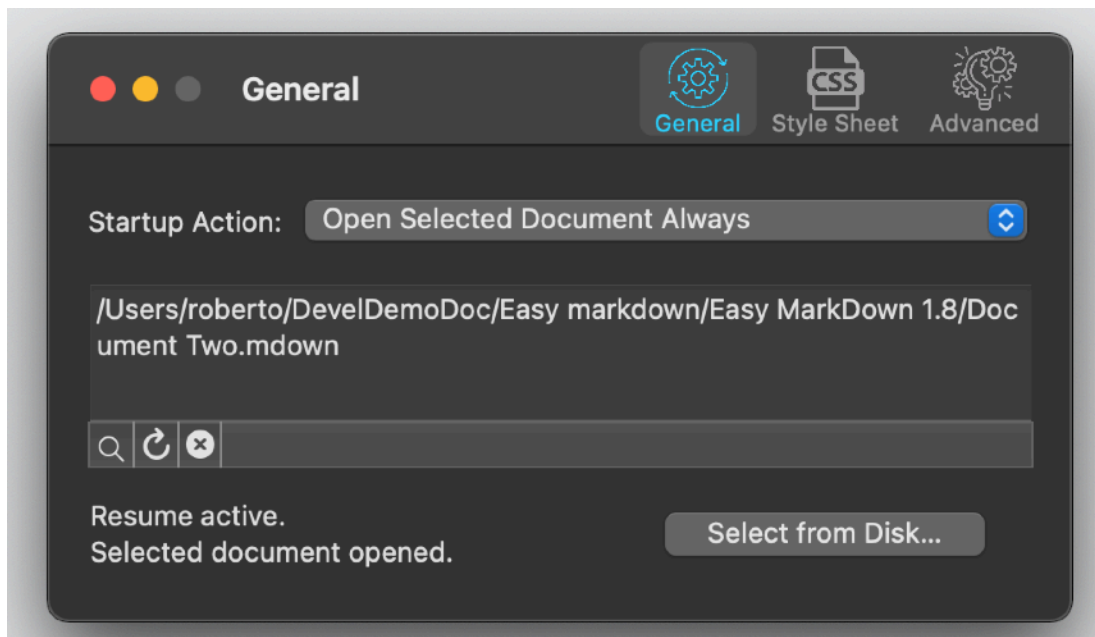 General
General
CSS
Style Sheet
Advanced
Startup Action: Open Selected Document Always
/Users/roberto/DevelDemoDoc/Easy markdown/Easy MarkDown 1.8/Doc
ument Two.mdown
Resume active.
Selected document opened.
Select from Disk...